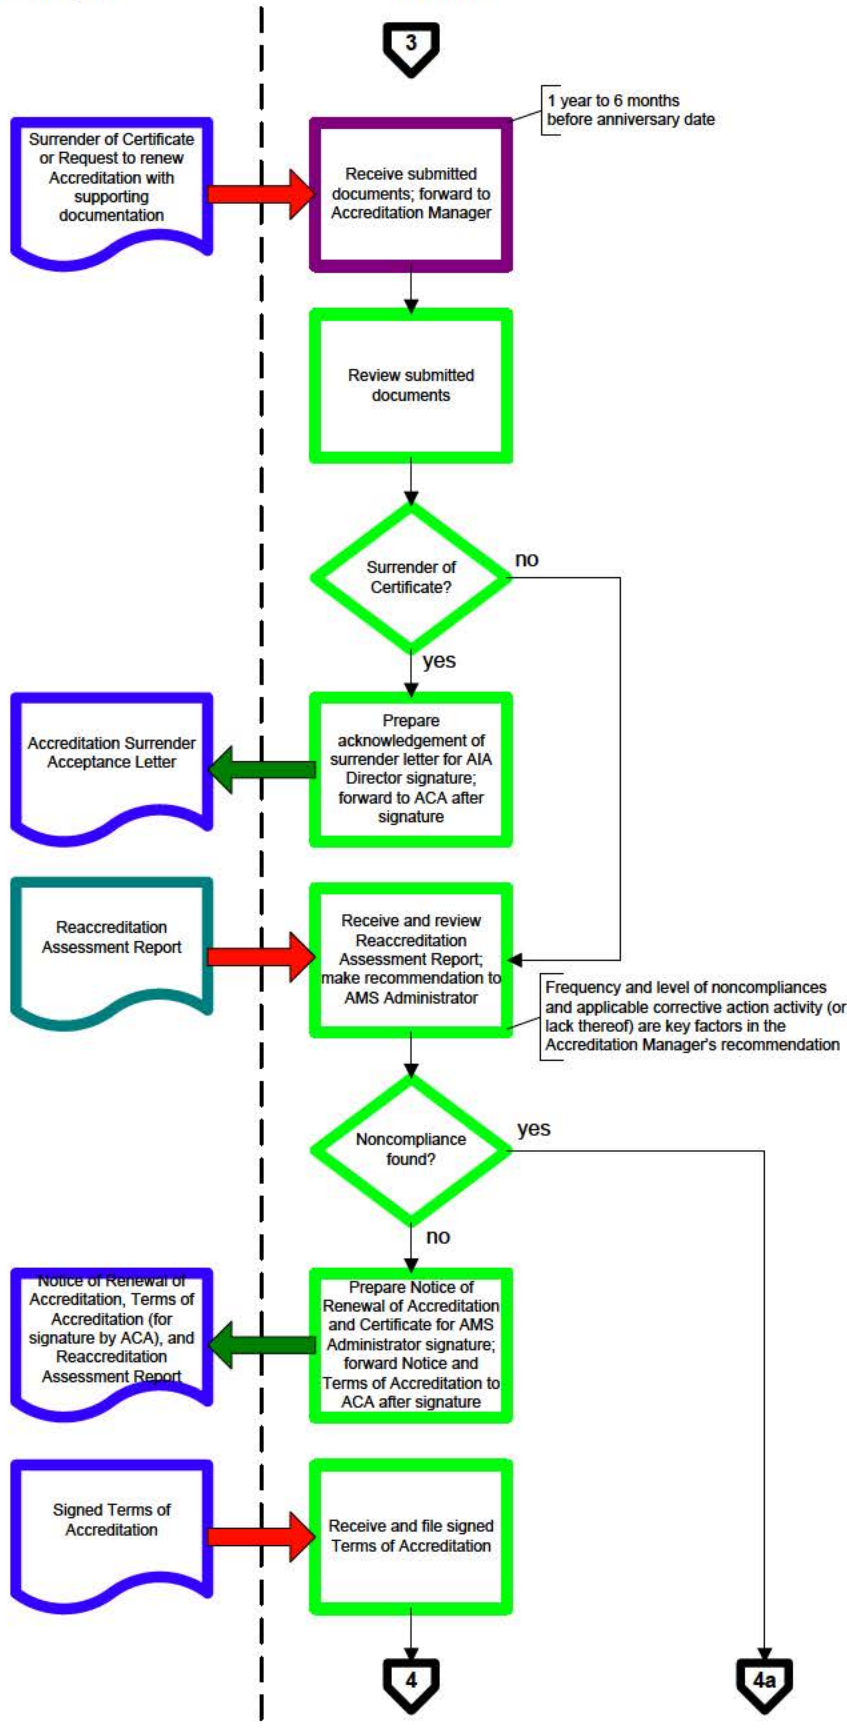 3
1 year to 6 months
before anniversary date
Surrender of Certificate
or Request to renew
Accreditation with
supporting
documentation
Receive submitted
documents; forward to
Accreditation Manager
Review submitted
documents
Surrender of
Certificate?
no
yes
Accreditation Surrender
Acceptance Letter
Prepare
acknowledgement of
surrender letter for AIA
Director signature;
forward to ACA after
signature
Reaccreditation
Assessment Report
Receive and review
Reaccreditation
Assessment Report;
make recommendation to
AMS Administrator
Frequency and level of noncompliances
and applicable corrective action activity (or
lack thereof) are key factors in the
Accreditation Manager's recommendation
Noncompliance
found?
yes
no
Notice of Renewal of
Accreditation, Terms of
Accreditation (for
signature by ACA), and
Reaccreditation
Assessment Report
Prepare Notice of
Renewal of Accreditation
and Certificate for AMS
Administrator signature;
forward Notice and
Terms of Accreditation to
ACA after signature
Signed Terms of
Accreditation
Receive and file signed
Terms of Accreditation
4
4a